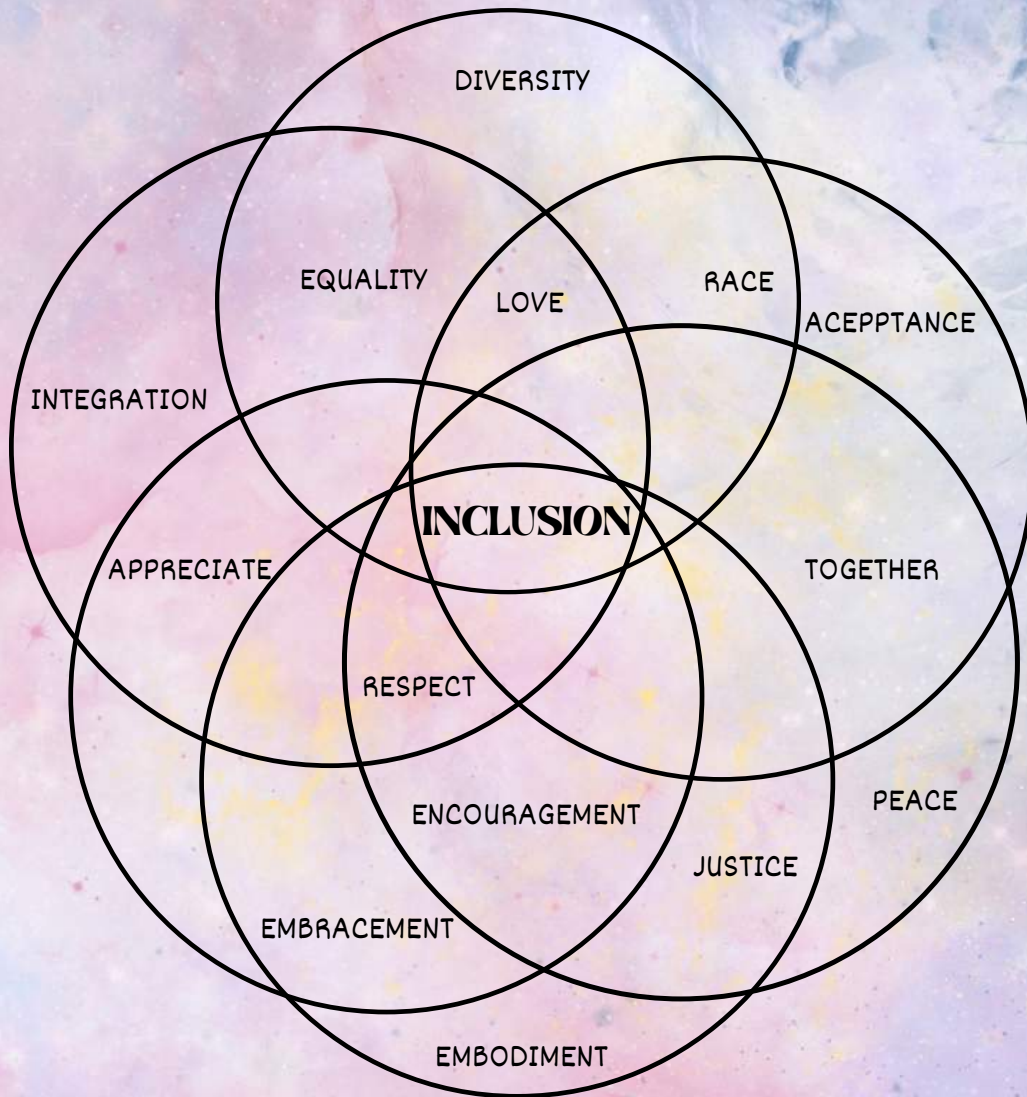 DIVERSITY
EQUALITY
LOVE
RACE
ACEPPTANCE
INTEGRATION
INCLUSION
APPRECIATE
TOGETHER
RESPECT
PEACE
ENCOURAGEMENT
JUSTICE
EMBRACEMENT
EMBODIMENT